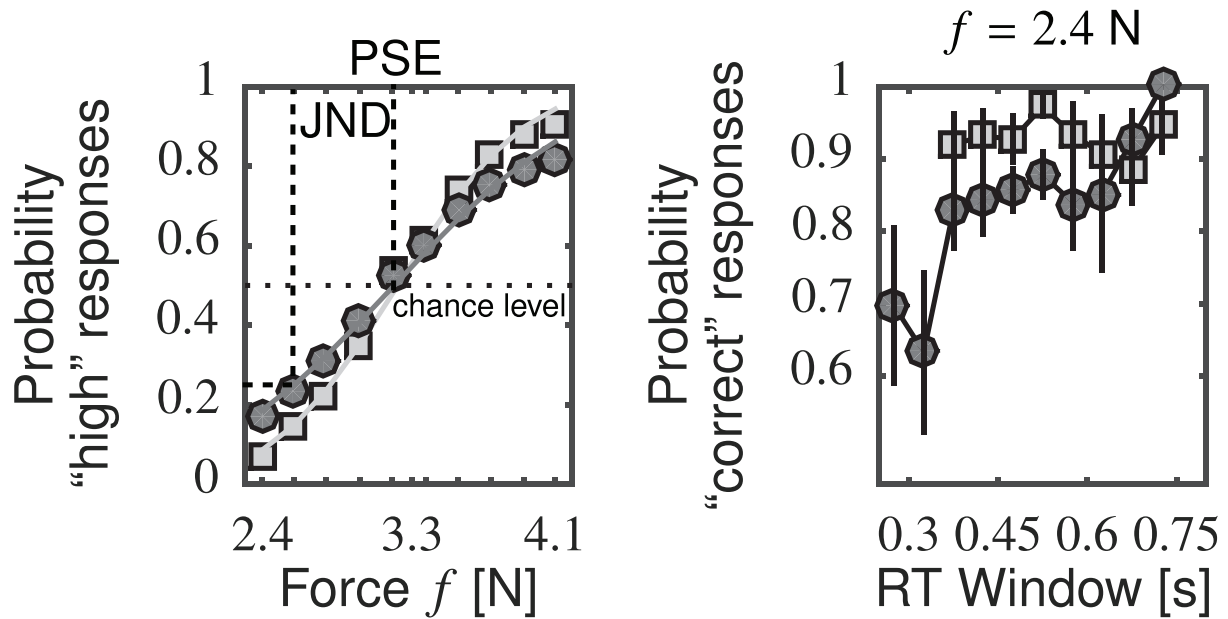 PSE
JND
1
0.8
0.6
0.4
0.2
0
chance level
2.4 3.3 4.1
Force f [N]
Probability
“high” responses
f = 2.4 N
1
0.9
0.8
0.7
0.6
0.3 0.45 0.6 0.75
RT Window [s]
Probability
“correct” responses